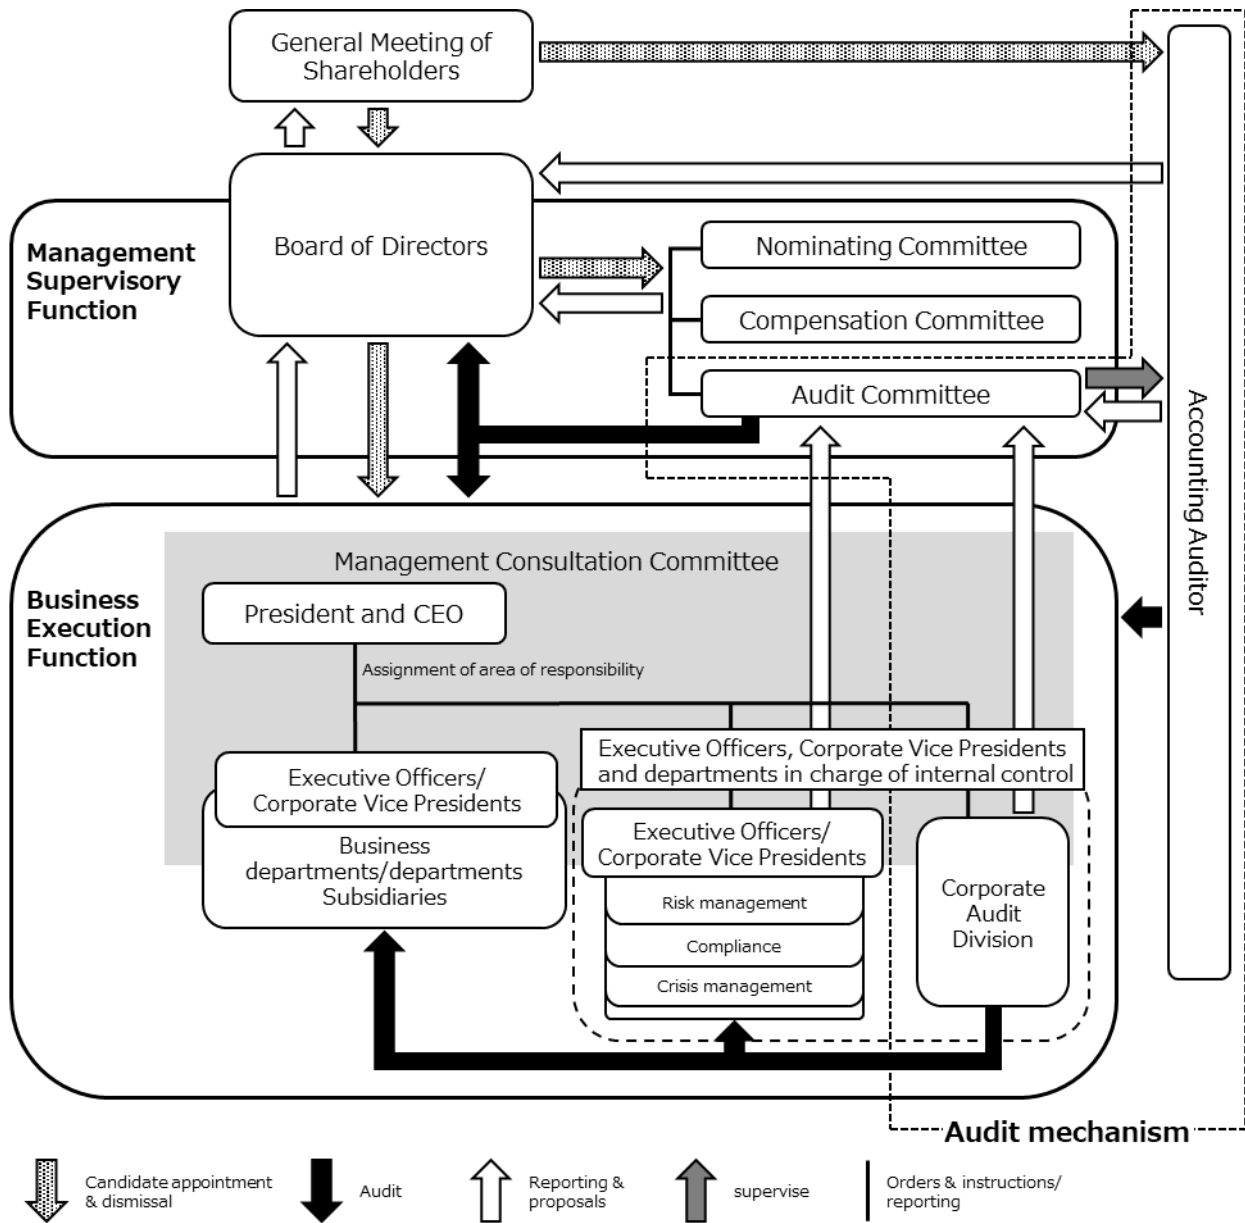 General Meeting of
Shareholders
Board of Directors
Management
Supervisory
Function
Nominating Committee
Compensation Committee
Audit Committee
Accounting Auditor
Management Consultation Committee
Business
Execution
Function
President and CEO
Assignment of area of responsibility
Executive Officers, Corporate Vice Presidents
and departments in charge of internal control
Executive Officers/
Corporate Vice Presidents
Business
departments/departments
Subsidiaries
Executive Officers/
Corporate Vice Presidents
Risk management
Compliance
Crisis management
Corporate
Audit
Division
Audit mechanism
Candidate appointment
& dismissal
Audit
Reporting &
proposals
supervise
Orders & instructions/
reporting